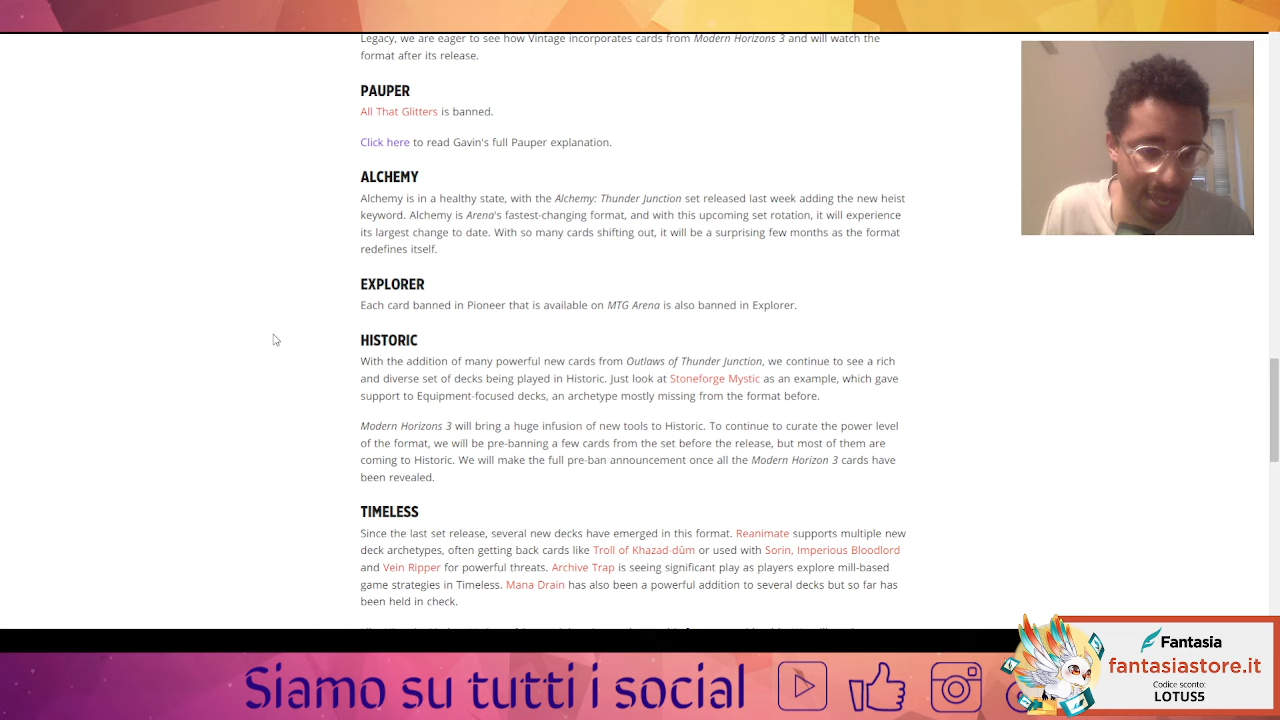 Legacy, we are eager to see how Vintage incorporates cards from Modern Horizons 3 and will watch the
format after its release.
PAUPER
All That Glitters is banned.
Click here to read Gavin's full Pauper explanation.
ALCHEMY
Alchemy is in a healthy state, with the Alchemy: Thunder Junction set released last week adding the new heist
keyword. Alchemy is Arena's fastest-changing format, and with this upcoming set rotation, it will experience
its largest change to date. With so many cards shifting out, it will be a surprising few months as the format
redefines itself.
EXPLORER
Each card banned in Pioneer that is available on MTG Arena is also banned in Explorer.
HISTORIC
With the addition of many powerful new cards from Outlaws of Thunder Junction, we continue to see a rich
and diverse set of decks being played in Historic. Just look at Stoneforge Mystic as an example, which gave
support to Equipment-focused decks, an archetype mostly missing from the format before.
Modern Horizons 3 will bring a huge infusion of new tools to Historic. To continue to curate the power level
of the format, we will be pre-banning a few cards from the set before the release, but most of them are
coming to Historic. We will make the full pre-ban announcement once all the Modern Horizon 3 cards have
been revealed.
TIMELESS
Since the last set release, several new decks have emerged in this format. Reanimate supports multiple new
deck archetypes, often getting back cards like Troll of Khazad-dûm or used with Sorin, Imperious Bloodlord
and Vein Ripper for powerful threats. Archive Trap is seeing significant play as players explore mill-based
game strategies in Timeless. Mana Drain has also been a powerful addition to several decks but so far has
been held in check.
Siamo su tutti i social
Fantasia
fantasiastore.it
Codice sconto:
LOTUS5